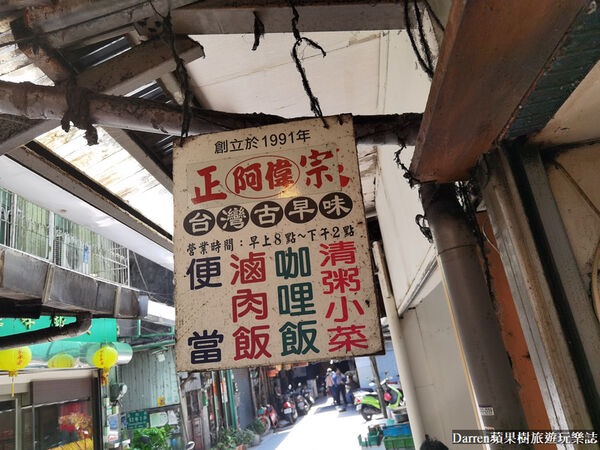 創立於1991年
正阿偉宗
台灣古早味
營業時間:早上8點~下午2點
便當
滷肉飯
咖哩飯
清粥小菜
Darren蘋果樹旅遊玩樂誌